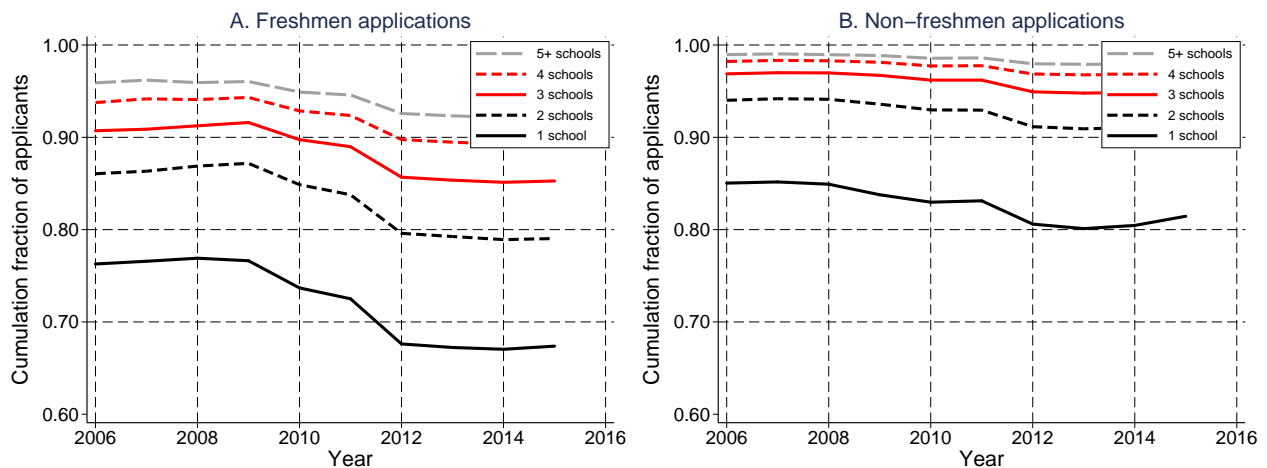 A. Freshmen applications
Cumulation fraction of applicants
1.00
0.90
0.80
0.70
0.60
2006 2008 2010 2012 2014 2016
Year
5+ schools
4 schools
3 schools
2 schools
1 school
B. Non−freshmen applications
Cumulation fraction of applicants
1.00
0.90
0.80
0.70
0.60
2006 2008 2010 2012 2014 2016
Year
5+ schools
4 schools
3 schools
2 schools
1 school